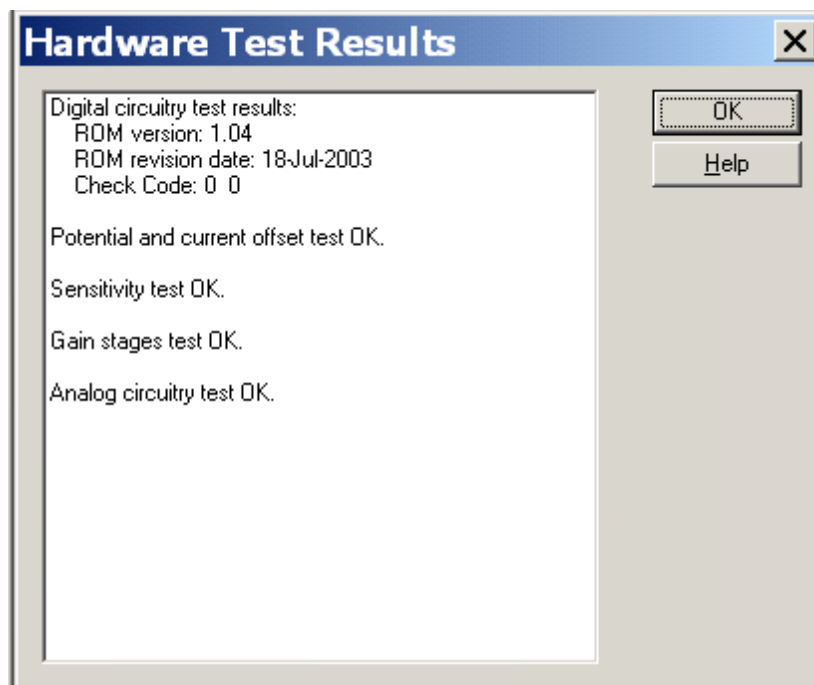 Hardware Test Results
Digital circuitry test results:
ROM version: 1.04
ROM revision date: 18-Jul-2003
Check Code: 0 0
Potential and current offset test OK.
Sensitivity test OK.
Gain stages test OK.
Analog circuitry test OK.
OK
Help